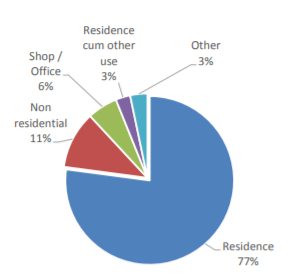 Residence
cum other
use
3%
Other
3%
Shop /
Office
6%
Non
residential
11%
Residence
77%